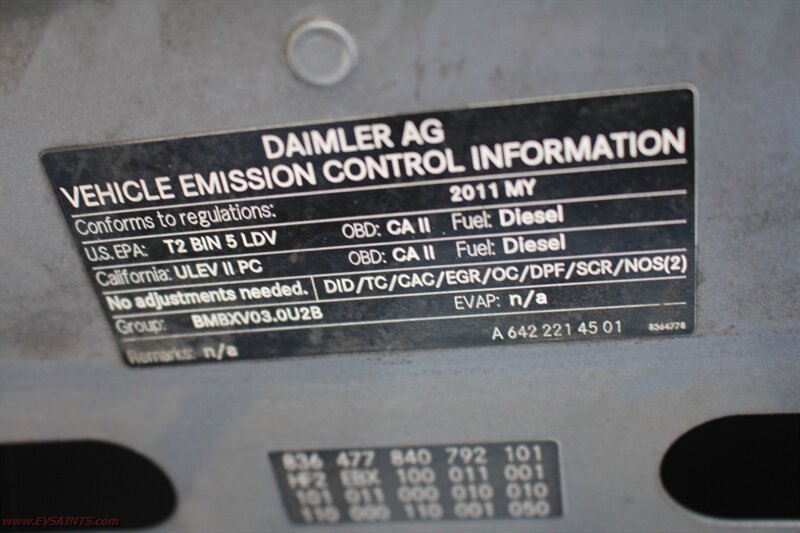 DAIMLER AG
VEHICLE EMISSION CONTROL INFORMATION
Conforms to regulations: 2011 MY
U.S. EPA: T2 BIN 5 LDV OBD: CA II Fuel: Diesel
California: ULEV II PC OBD: CA II Fuel: Diesel
No adjustments needed. DID/TC/CAC/EGR/OC/DPF/SCR/NOS(2)
Group: BMBXV03.0U2B EVAP: n/a
Remarks: n/a A 642 221 45 01 8364778
836 477 840 792 101
HF2 EBX 100 011 001
101 011 000 010 010
110 000 110 001 050
www.EVSAINTS.com